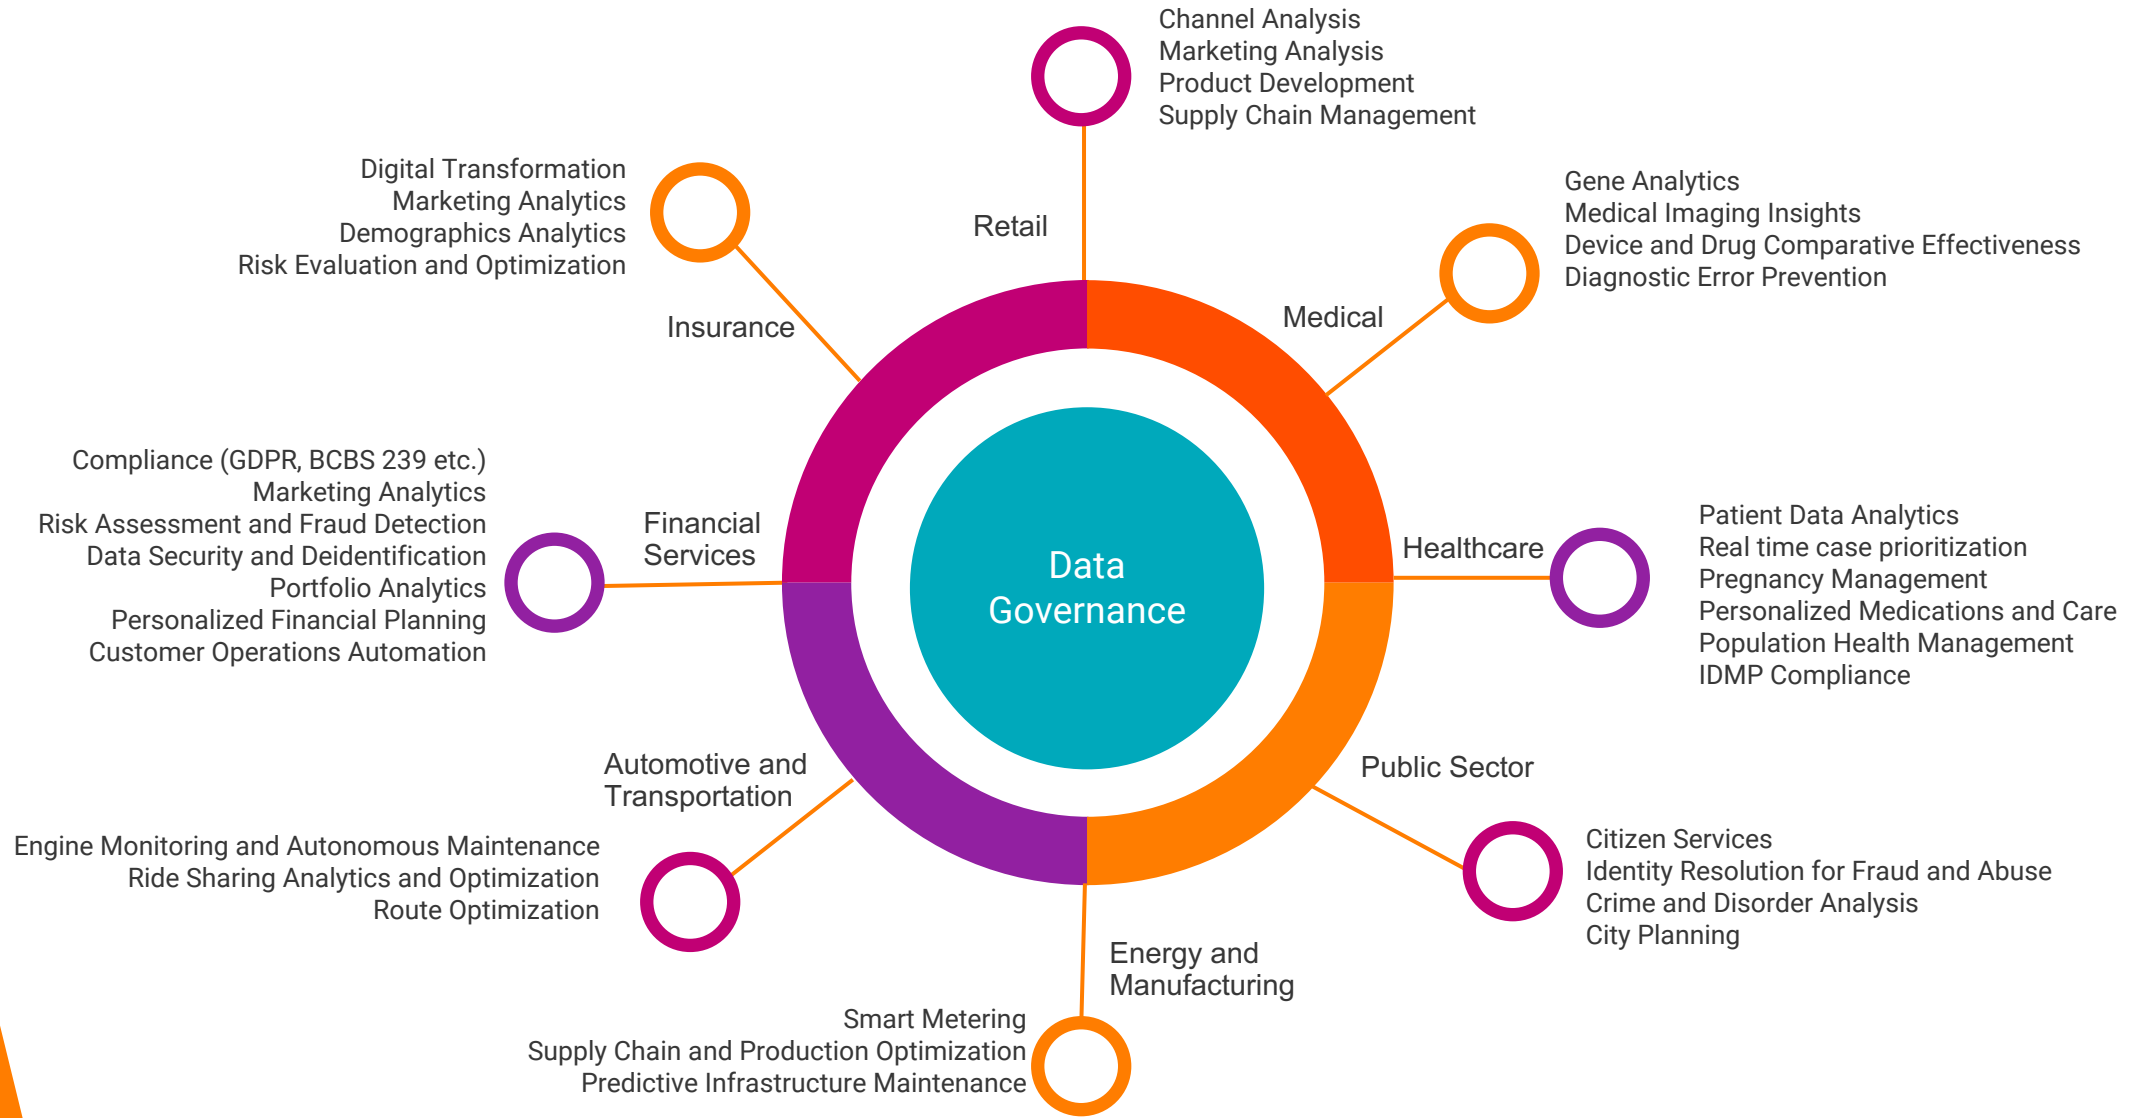 Channel Analysis
Marketing Analysis
Product Development
Supply Chain Management
Retail
Digital Transformation
Marketing Analytics
Demographics Analytics
Risk Evaluation and Optimization
Insurance
Gene Analytics
Medical Imaging Insights
Device and Drug Comparative Effectiveness
Diagnostic Error Prevention
Medical
Compliance (GDPR, BCBS 239 etc.)
Marketing Analytics
Risk Assessment and Fraud Detection
Data Security and Deidentification
Portfolio Analytics
Personalized Financial Planning
Customer Operations Automation
Financial
Services
Data
Governance
Healthcare
Patient Data Analytics
Real time case prioritization
Pregnancy Management
Personalized Medications and Care
Population Health Management
IDMP Compliance
Automotive and
Transportation
Engine Monitoring and Autonomous Maintenance
Ride Sharing Analytics and Optimization
Route Optimization
Public Sector
Citizen Services
Identity Resolution for Fraud and Abuse
Crime and Disorder Analysis
City Planning
Energy and
Manufacturing
Smart Metering
Supply Chain and Production Optimization
Predictive Infrastructure Maintenance